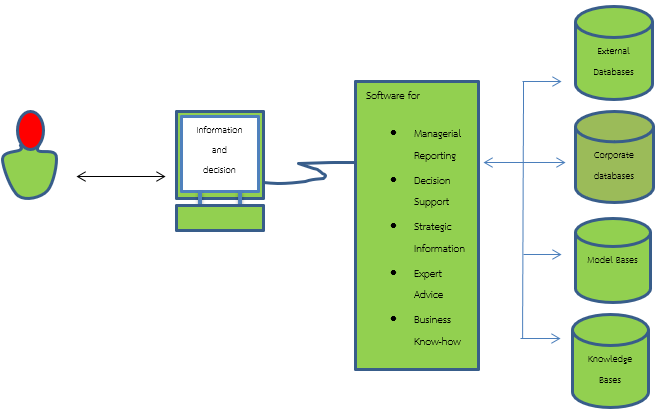 Information
and
decision
Software for
● Managerial
Reporting
● Decision
Support
● Strategic
Information
● Expert
Advice
● Business
Know-how
External
Databases
Corporate
databases
Model Bases
Knowledge
Bases